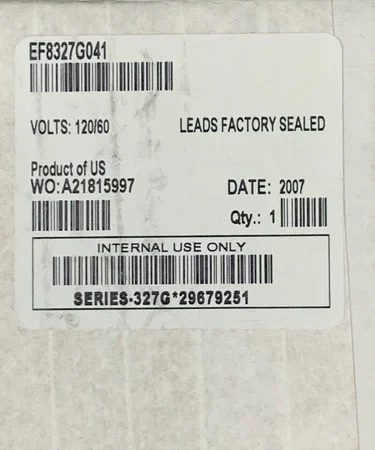 EF8327G041
VOLTS: 120/60 LEADS FACTORY SEALED
Product of US
WO:A21815997 DATE: 2007
Qty.: 1
INTERNAL USE ONLY
SERIES-327G*29679251